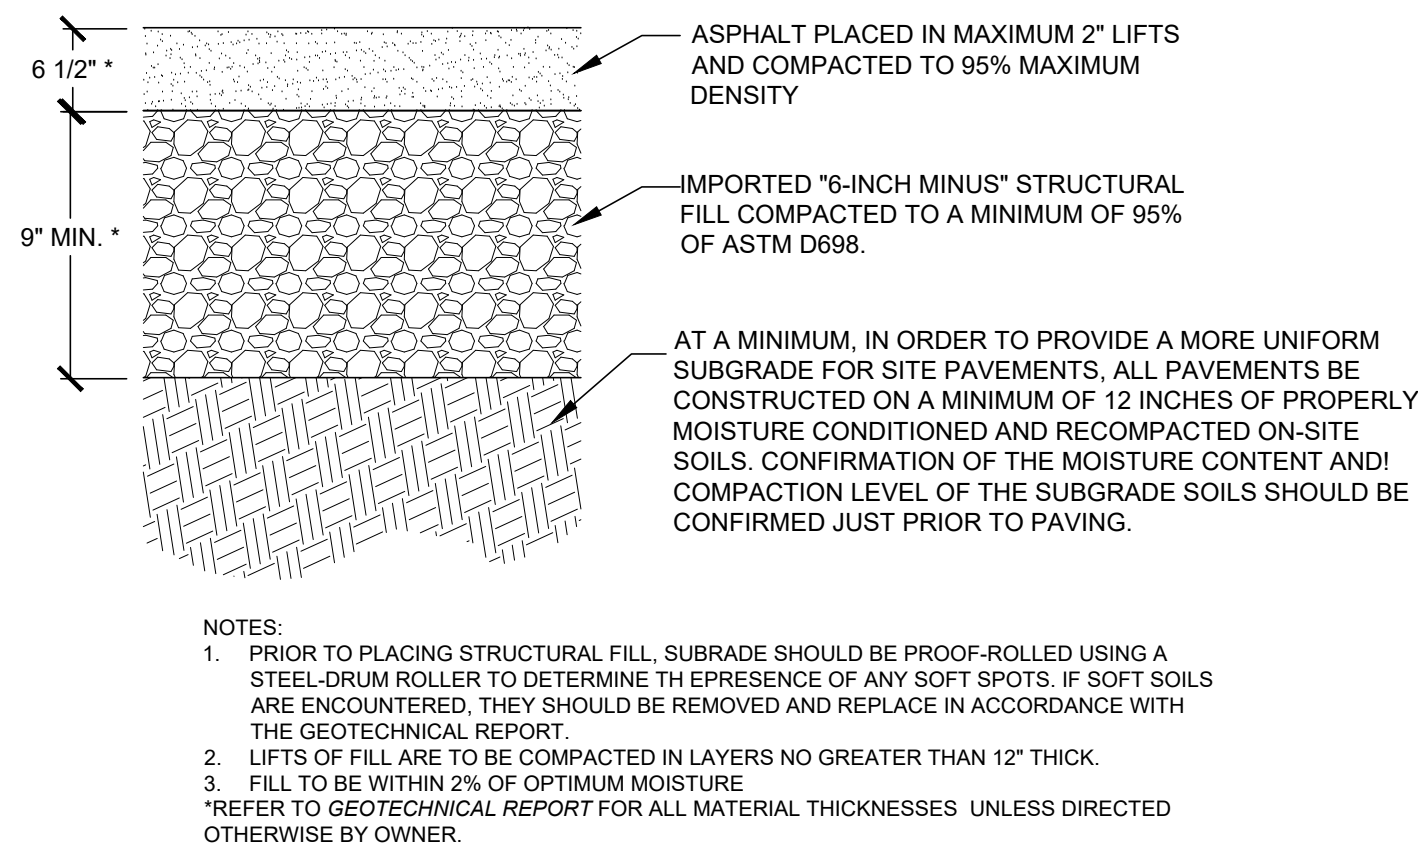 6 1/2" *
ASPHALT PLACED IN MAXIMUM 2" LIFTS
AND COMPACTED TO 95% MAXIMUM
DENSITY
9" MIN. *
IMPORTED "6-INCH MINUS" STRUCTURAL
FILL COMPACTED TO A MINIMUM OF 95%
OF ASTM D698.
AT A MINIMUM, IN ORDER TO PROVIDE A MORE UNIFORM
SUBGRADE FOR SITE PAVEMENTS, ALL PAVEMENTS BE
CONSTRUCTED ON A MINIMUM OF 12 INCHES OF PROPERLY
MOISTURE CONDITIONED AND RECOMPACTED ON-SITE
SOILS. CONFIRMATION OF THE MOISTURE CONTENT AND!
COMPACTION LEVEL OF THE SUBGRADE SOILS SHOULD BE
CONFIRMED JUST PRIOR TO PAVING.
NOTES:
1. PRIOR TO PLACING STRUCTURAL FILL, SUBRADE SHOULD BE PROOF-ROLLED USING A
STEEL-DRUM ROLLER TO DETERMINE TH EPRESENCE OF ANY SOFT SPOTS. IF SOFT SOILS
ARE ENCOUNTERED, THEY SHOULD BE REMOVED AND REPLACE IN ACCORDANCE WITH
THE GEOTECHNICAL REPORT.
2. LIFTS OF FILL ARE TO BE COMPACTED IN LAYERS NO GREATER THAN 12" THICK.
3. FILL TO BE WITHIN 2% OF OPTIMUM MOISTURE
*REFER TO GEOTECHNICAL REPORT FOR ALL MATERIAL THICKNESSES UNLESS DIRECTED
OTHERWISE BY OWNER.